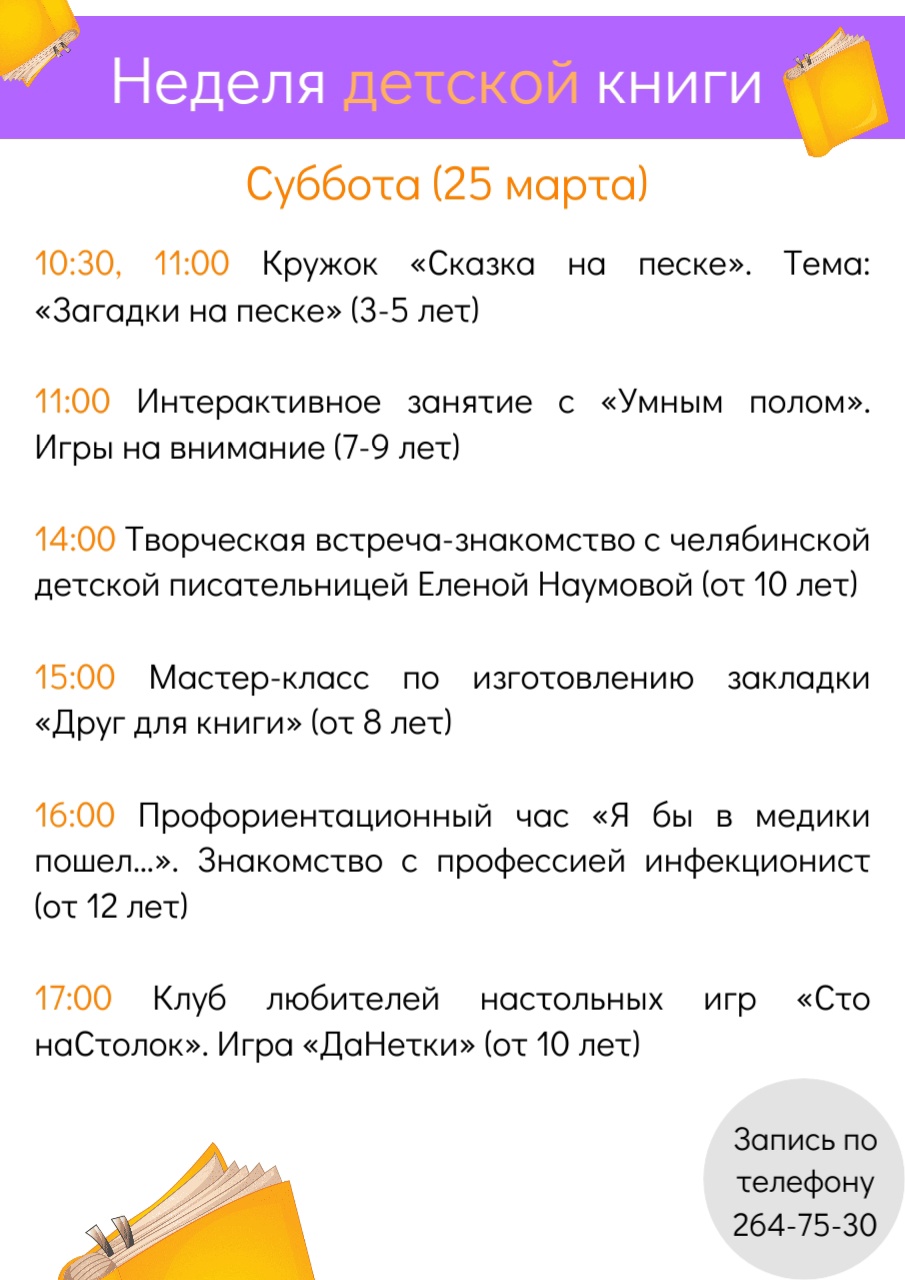 Неделя детской книги
Суббота (25 марта)
10:30, 11:00 Кружок «Сказка на песке». Тема:
«Загадки на песке» (3-5 лет)
11:00 Интерактивное занятие с «Умным полом».
Игры на внимание (7-9 лет)
14:00 Творческая встреча-знакомство с челябинской
детской писательницей Еленой Наумовой (от 10 лет)
15:00 Мастер-класс по изготовлению закладки
«Друг для книги» (от 8 лет)
16:00 Профориентационный час «Я бы в медики
пошел...». Знакомство с профессией инфекционист
(от 12 лет)
17:00 Клуб любителей настольных игр «Сто
наСтолок». Игра «ДаНетки» (от 10 лет)
Запись по
телефону
264-75-30